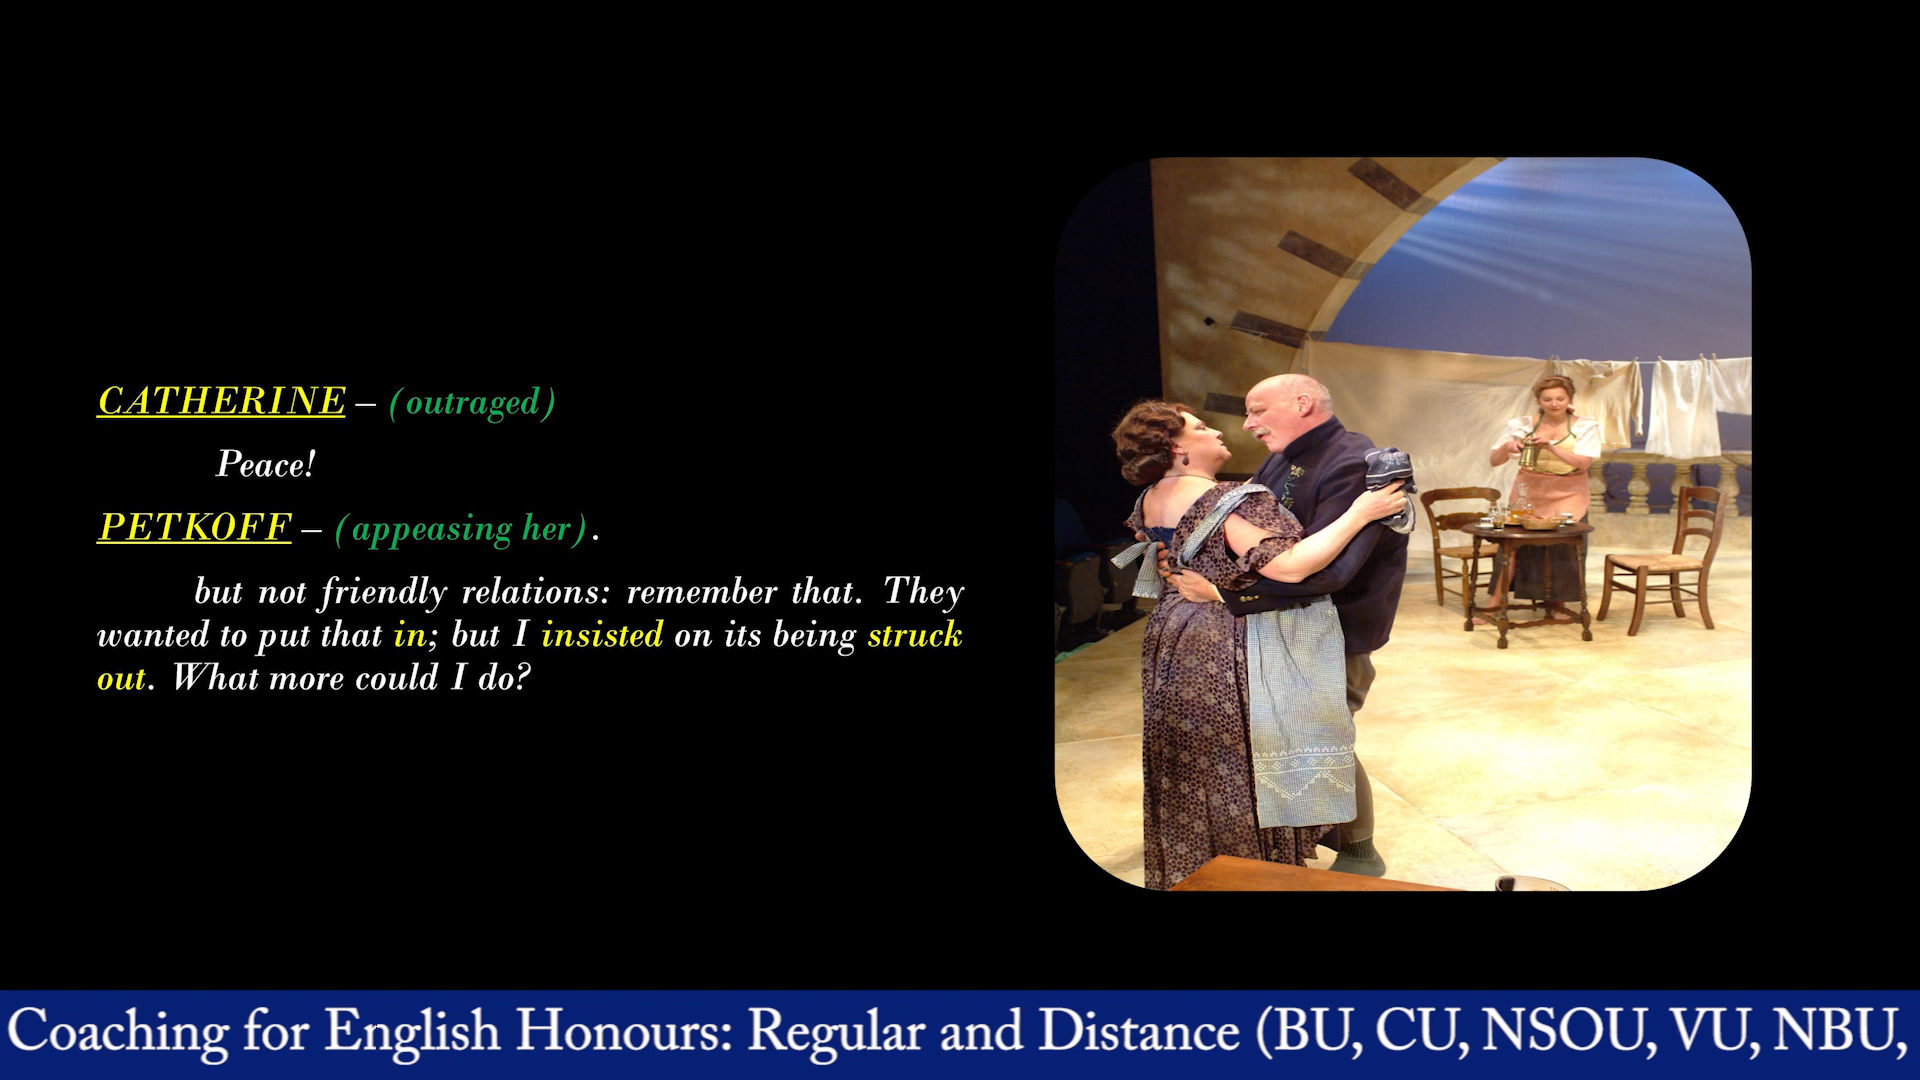 CATHERINE – (outraged)
Peace!
PETKOFF – (appeasing her).
but not friendly relations: remember that. They
wanted to put that in; but I insisted on its being struck
out. What more could I do?
Coaching for English Honours: Regular and Distance (BU, CU, NSOU, VU, NBU,